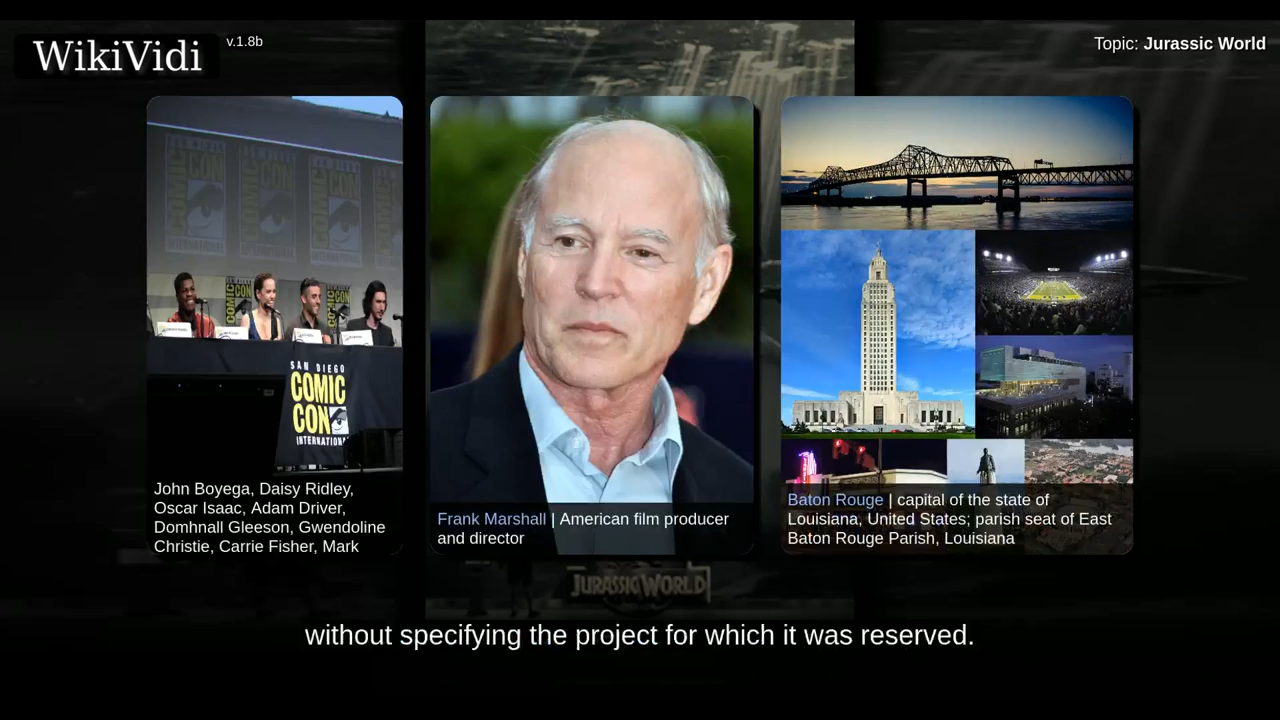 WikiVidi
v.1.8b
Topic: Jurassic World
SAN DIEGO
COMIC
CON
INTERNATIONAL
John Boyega, Daisy Ridley,
Oscar Isaac, Adam Driver,
Domhnall Gleeson, Gwendoline
Christie, Carrie Fisher, Mark
Frank Marshall | American film producer
and director
Baton Rouge | capital of the state of
Louisiana, United States; parish seat of East
Baton Rouge Parish, Louisiana
JURASSIC WORLD
without specifying the project for which it was reserved.